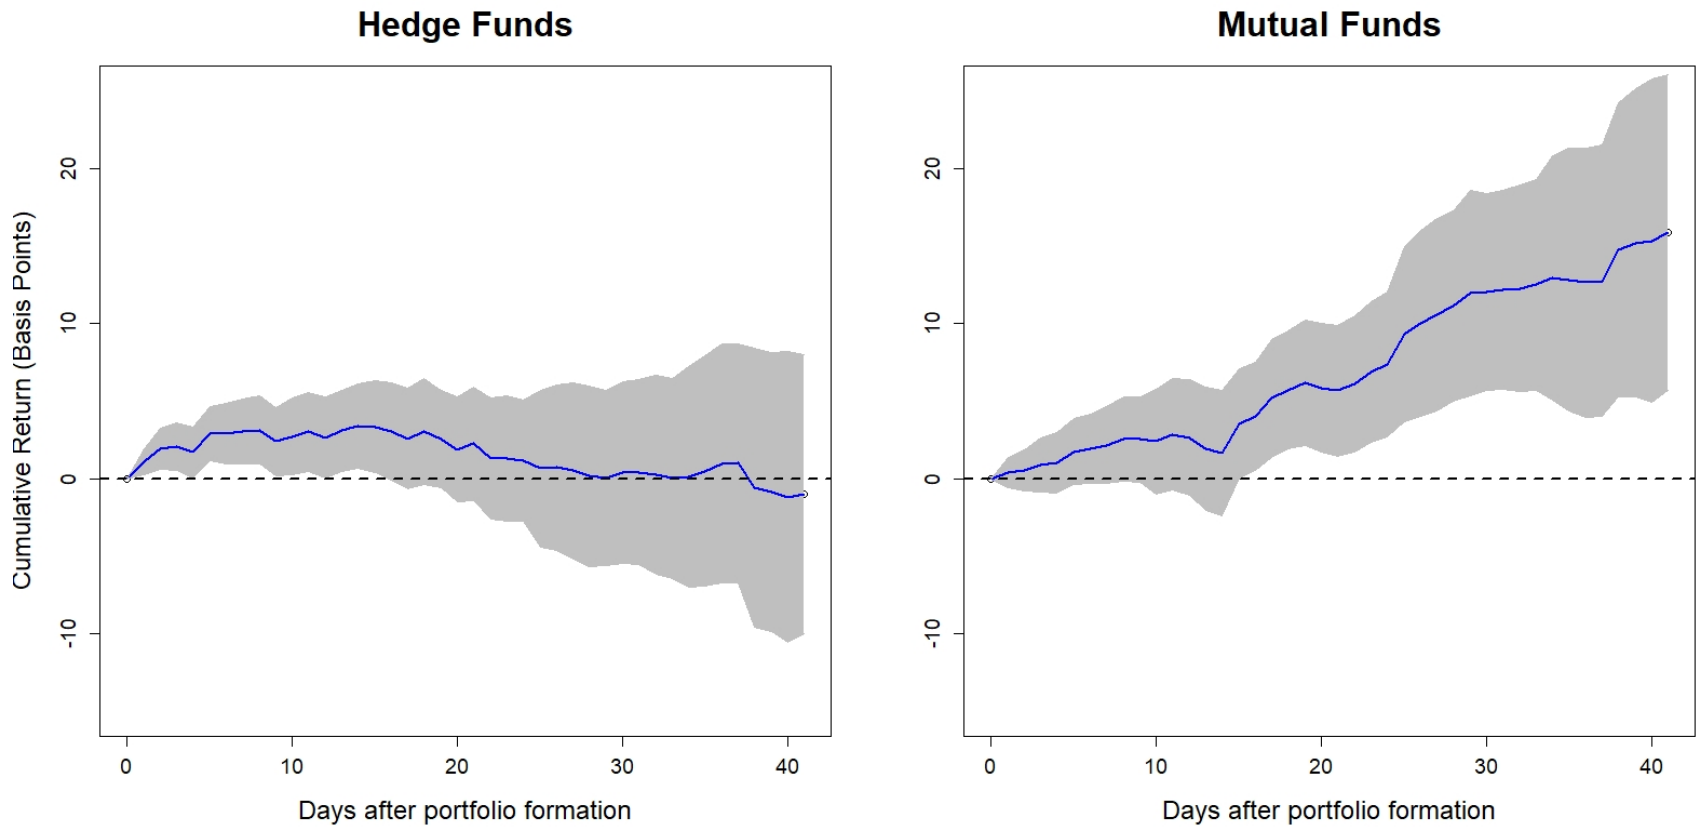 Hedge Funds
Cumulative Return (Basis Points)
20
10
0
-10
0 10 20 30 40
Days after portfolio formation
Mutual Funds
20
10
0
-10
0 10 20 30 40
Days after portfolio formation